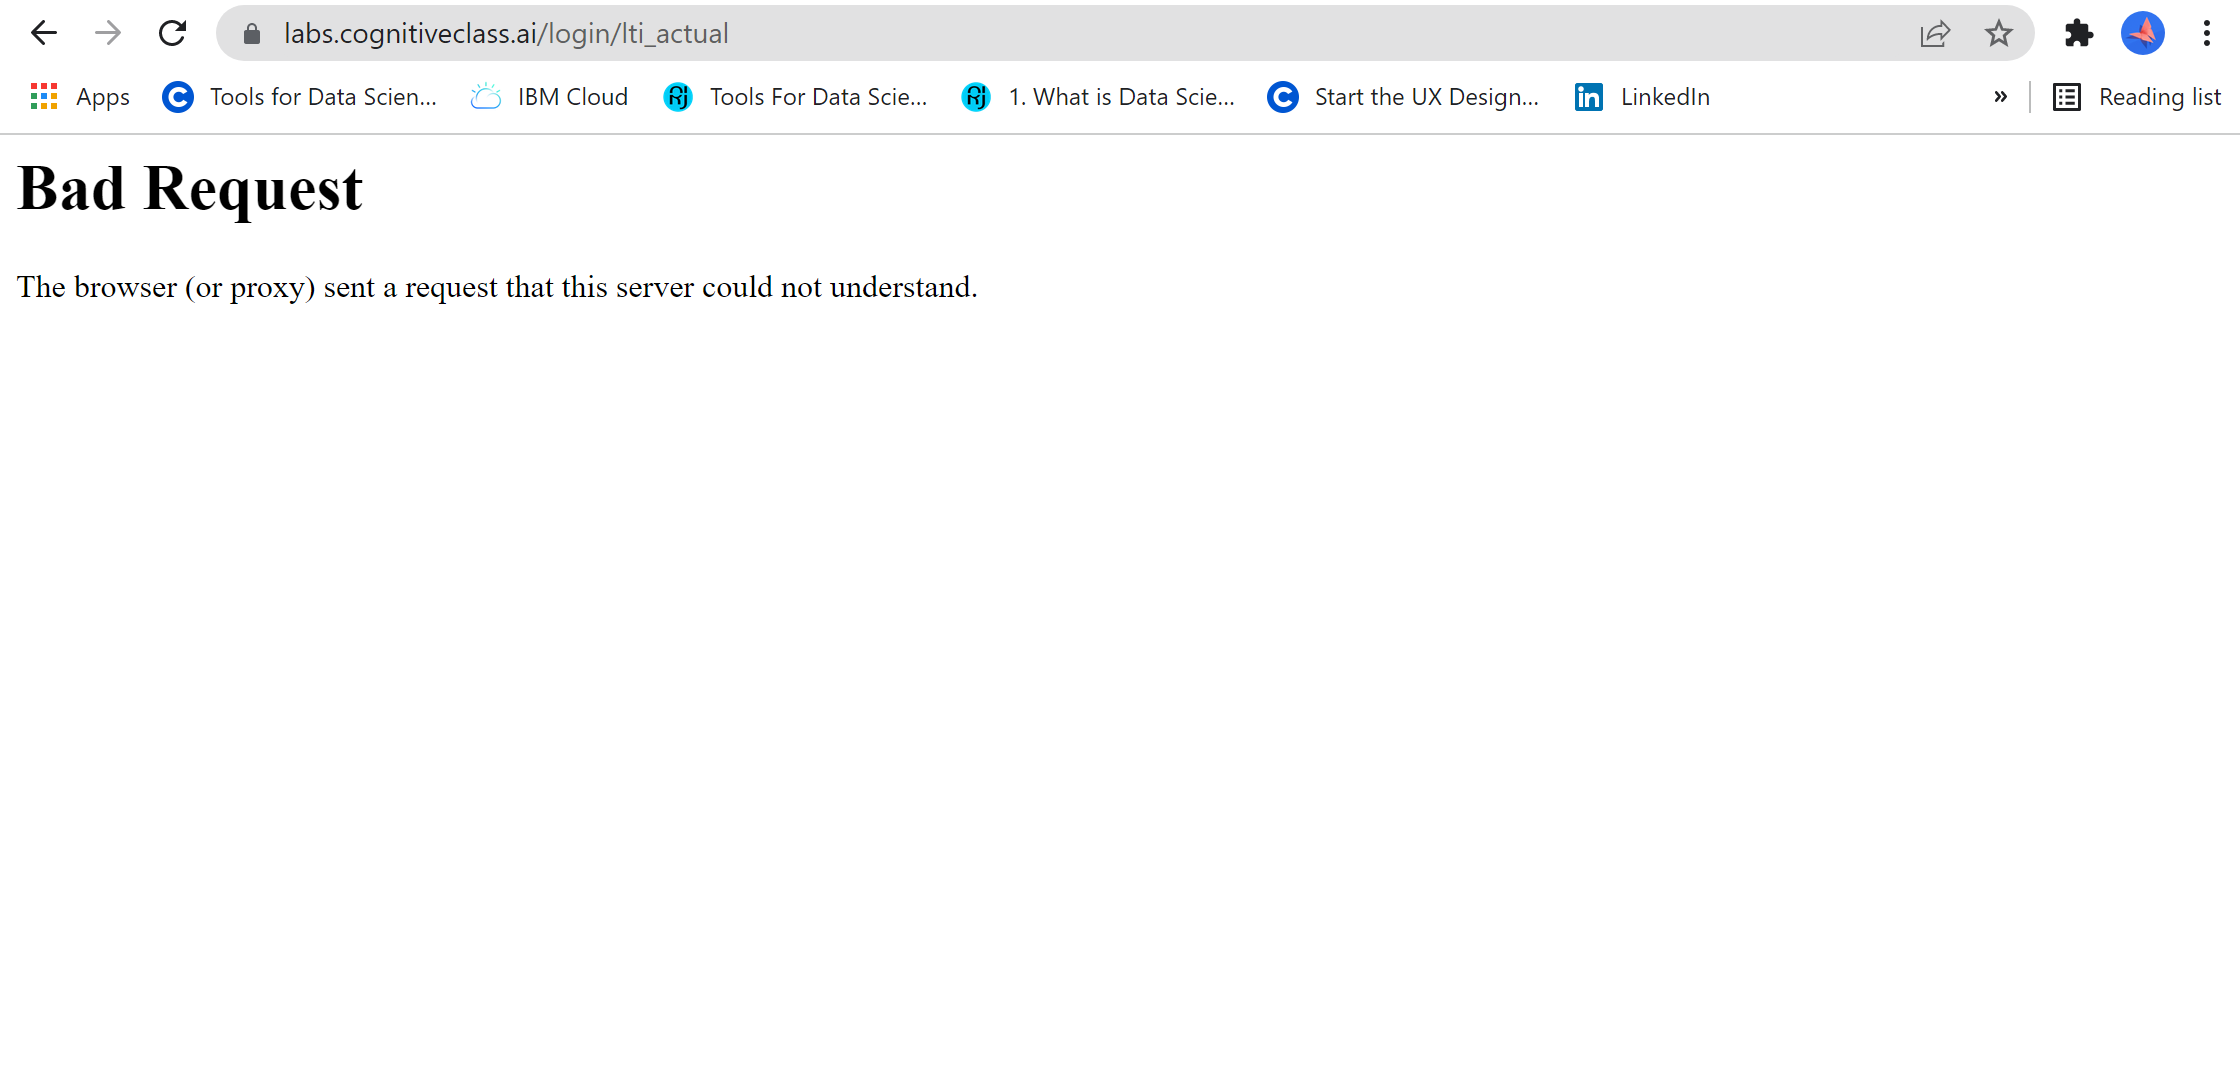 labs.cognitiveclass.ai/login/lti_actual
Apps Tools for Data Scien... IBM Cloud Tools For Data Scie... 1. What is Data Scie... Start the UX Design... LinkedIn » Reading list
Bad Request
The browser (or proxy) sent a request that this server could not understand.